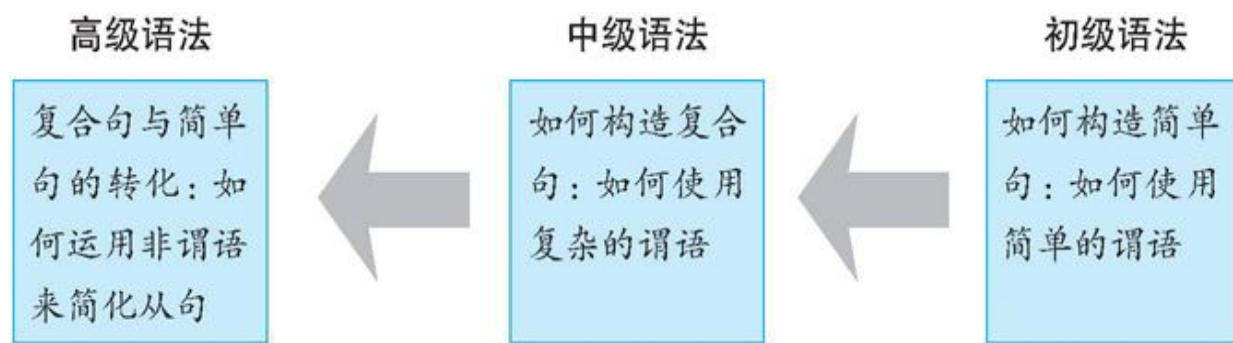 高级语法
复合句与简单
句的转化：如
何运用非谓语
来简化从句
中级语法
如何构造复合
句：如何使用
复杂的谓语
初级语法
如何构造简单
句：如何使用
简单的谓语